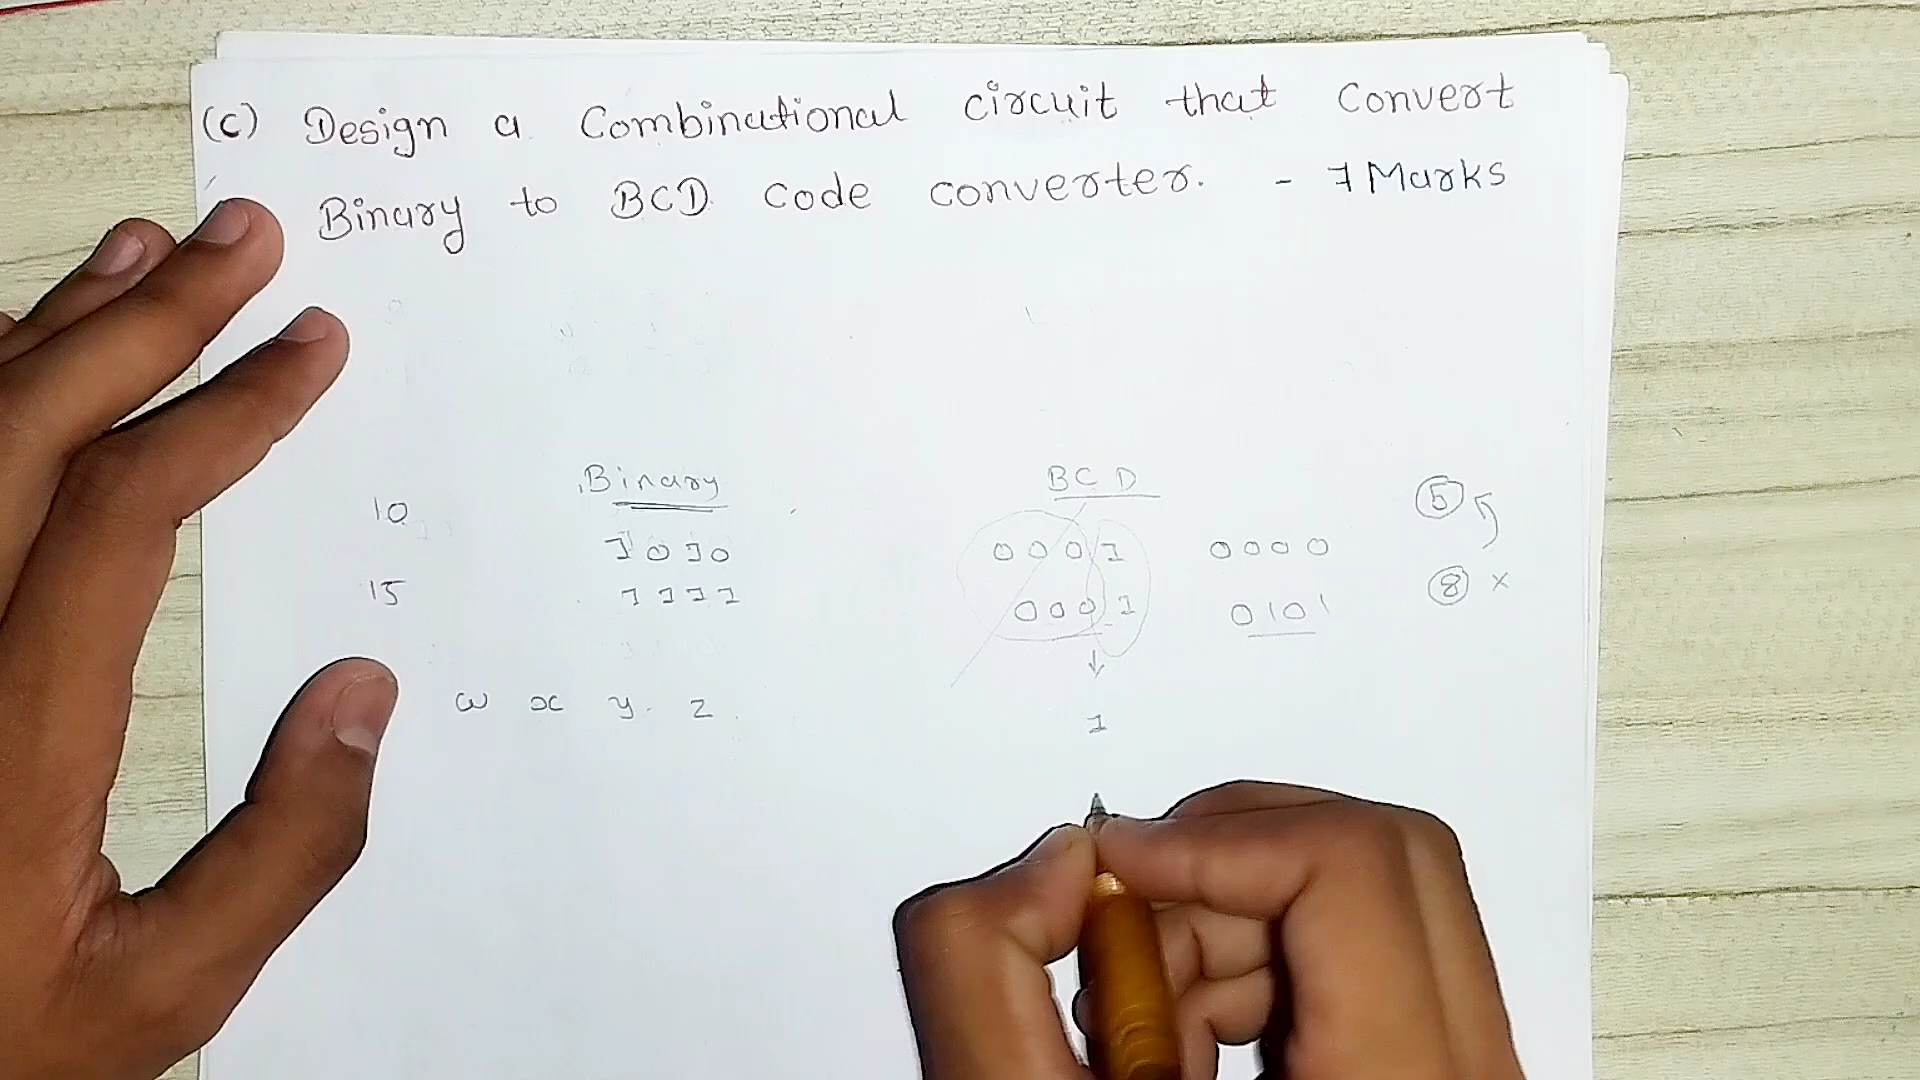 (c) Design a Combinational circuit that Convert
Binary to BCD Code converter. - 7 Marks
Binary BCD
10 1010 0001 0000 5
15 1111 0001 0101 8 x
w x y z
1